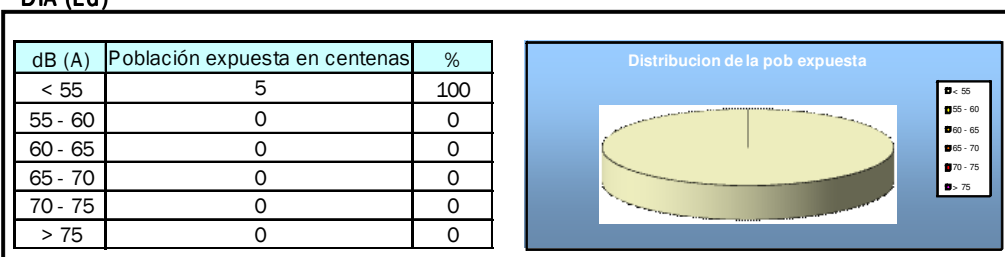 DIA (Ld)
dB (A) Población expuesta en centenas %
< 55 5 100
55 - 60 0 0
60 - 65 0 0
65 - 70 0 0
70 - 75 0 0
> 75 0 0
Distribucion de la pob expuesta
< 55
55 - 60
60 - 65
65 - 70
70 - 75
> 75